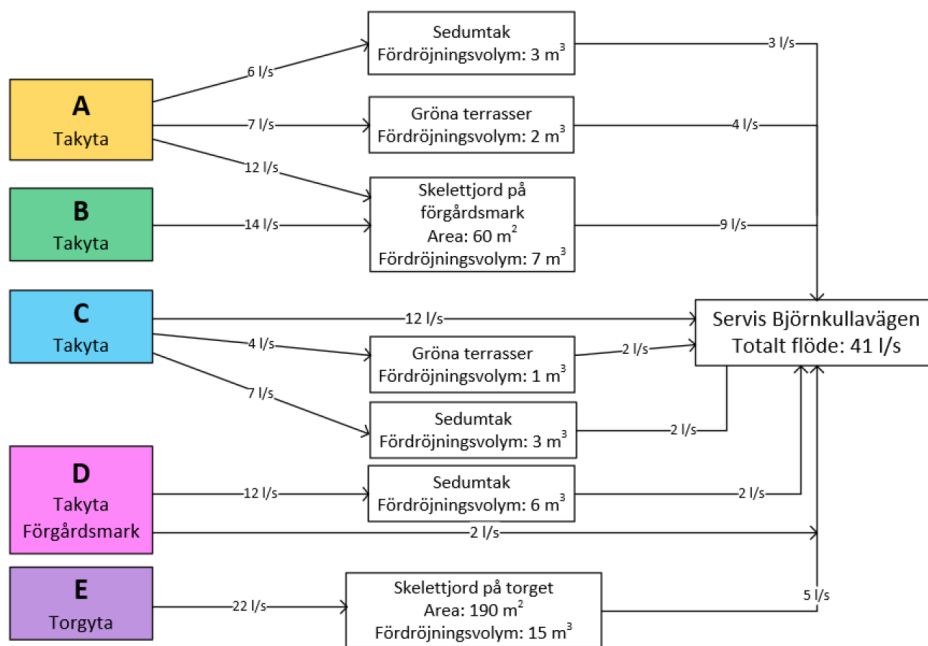 Sedumtak
Fördröjningsvolym: 3 m³
3 l/s
6 l/s
A
Takyta
7 l/s
Gröna terrasser
Fördröjningsvolym: 2 m³
4 l/s
12 l/s
B
Takyta
14 l/s
Skelettjord på
förgårdsmark
Area: 60 m²
Fördröjningsvolym: 7 m³
9 l/s
C
Takyta
12 l/s
Servis Björnkullavägen
Totalt flöde: 41 l/s
4 l/s
Gröna terrasser
Fördröjningsvolym: 1 m³
2 l/s
7 l/s
Sedumtak
Fördröjningsvolym: 3 m³
2 l/s
D
Takyta
Förgårdsmark
12 l/s
Sedumtak
Fördröjningsvolym: 6 m³
2 l/s
2 l/s
E
Torgyta
22 l/s
Skelettjord på torget
Area: 190 m²
Fördröjningsvolym: 15 m³
5 l/s